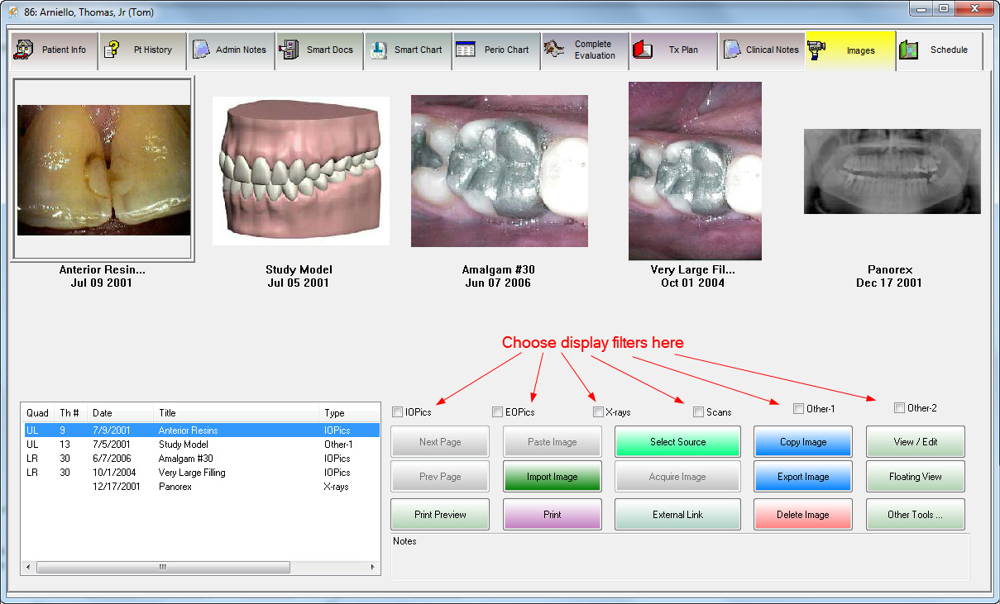 86: Arniello, Thomas, Jr (Tom)
Patient Info
Pt History
Admin Notes
Smart Docs
Smart Chart
Perio Chart
Complete
Evaluation
Tx Plan
Clinical Notes
Images
Schedule
Anterior Resin...
Jul 09 2001
Study Model
Jul 05 2001
Amalgam #30
Jun 07 2006
Very Large Fil...
Oct 01 2004
Panorex
Dec 17 2001
Choose display filters here
Quad Th # Date Title Type
UL 9 7/9/2001 Anterior Resins IOPics
UL 13 7/5/2001 Study Model Other-1
LR 30 6/7/2006 Amalgam #30 IOPics
LR 30 10/1/2004 Very Large Filling IOPics
12/17/2001 Panorex X-rays
IOPics EOPics X-rays Scans Other-1 Other-2
Next Page Paste Image Select Source Copy Image View / Edit
Prev Page Import Image Acquire Image Export Image Floating View
Print Preview Print External Link Delete Image Other Tools ...
Notes